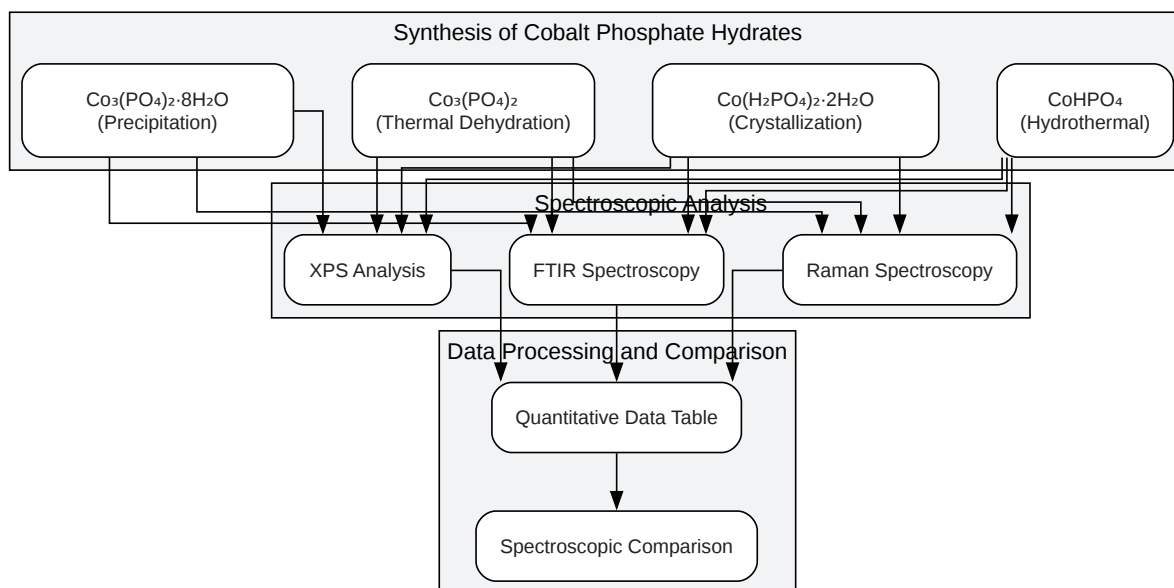 Synthesis of Cobalt Phosphate Hydrates
Co₃(PO₄)₂·8H₂O
(Precipitation)
Co₃(PO₄)₂
(Thermal Dehydration)
Co(H₂PO₄)₂·2H₂O
(Crystallization)
CoHPO₄
(Hydrothermal)
Spectroscopic Analysis
XPS Analysis
FTIR Spectroscopy
Raman Spectroscopy
Data Processing and Comparison
Quantitative Data Table
Spectroscopic Comparison